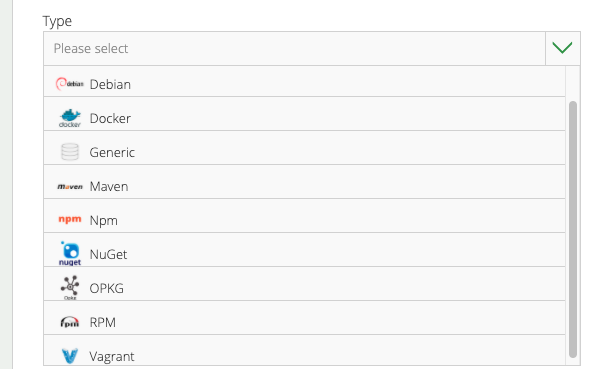 Type
Please select
debian Debian
docker Docker
Generic
maven Maven
npm Npm
nuget NuGet
OPKG
rpm RPM
Vagrant